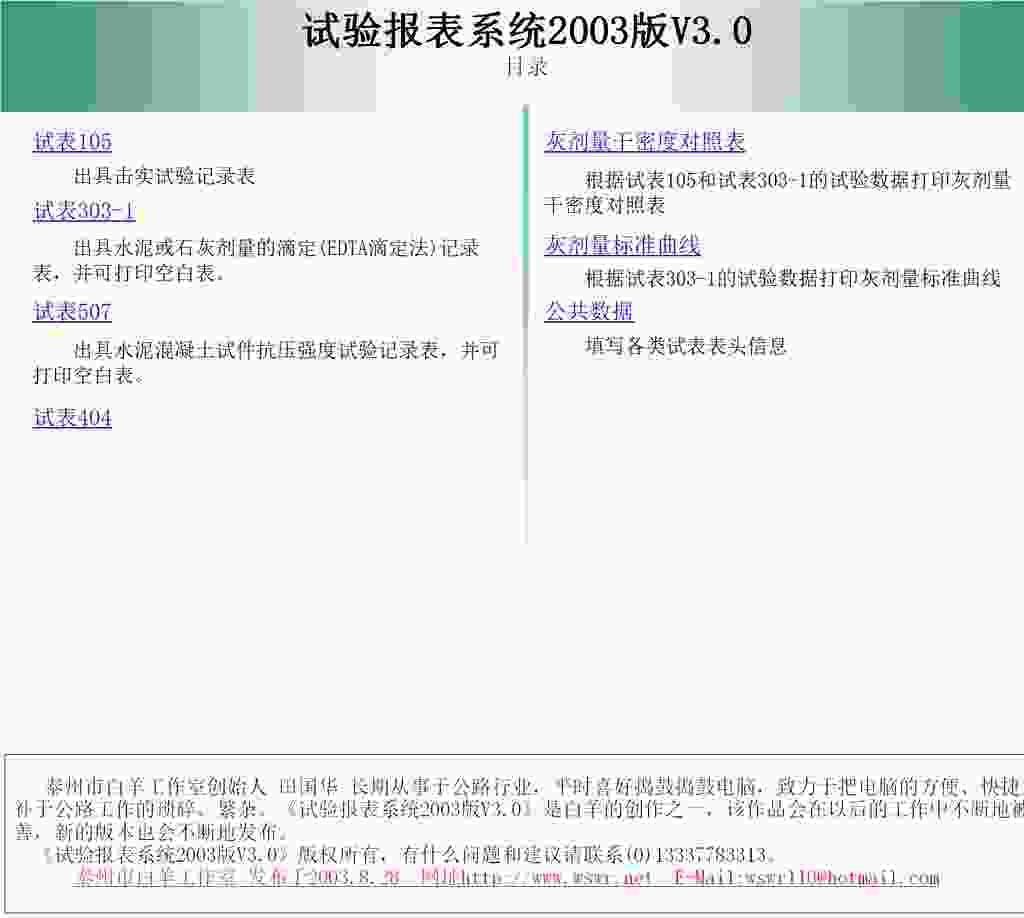 试验报表系统2003版V3.0
目录
试表105
出具击实试验记录表
试表303-1
出具水泥或石灰剂量的滴定(EDTA滴定法)记录
表，并可打印空白表。
试表507
出具水泥混凝土试件抗压强度试验记录表，并可
打印空白表。
试表404
灰剂量干密度对照表
根据试表105和试表303-1的试验数据打印灰剂量
干密度对照表
灰剂量标准曲线
根据试表303-1的试验数据打印灰剂量标准曲线
公共数据
填写各类试表表头信息
泰州市白羊工作室创始人 田国华 长期从事于公路行业，平时喜好捣鼓捣鼓电脑，致力于把电脑的方便、快捷
补于公路工作的琐碎、繁杂。《试验报表系统2003版V3.0》是白羊的创作之一，该作品会在以后的工作中不断地被
善，新的版本也会不断地发布。
《试验报表系统2003版V3.0》版权所有，有什么问题和建议请联系(0)13337783313。
泰州市白羊工作室 发布于2003.8.28 网址http://www.wswr.net E-Mail:wswr110@hotmail.com